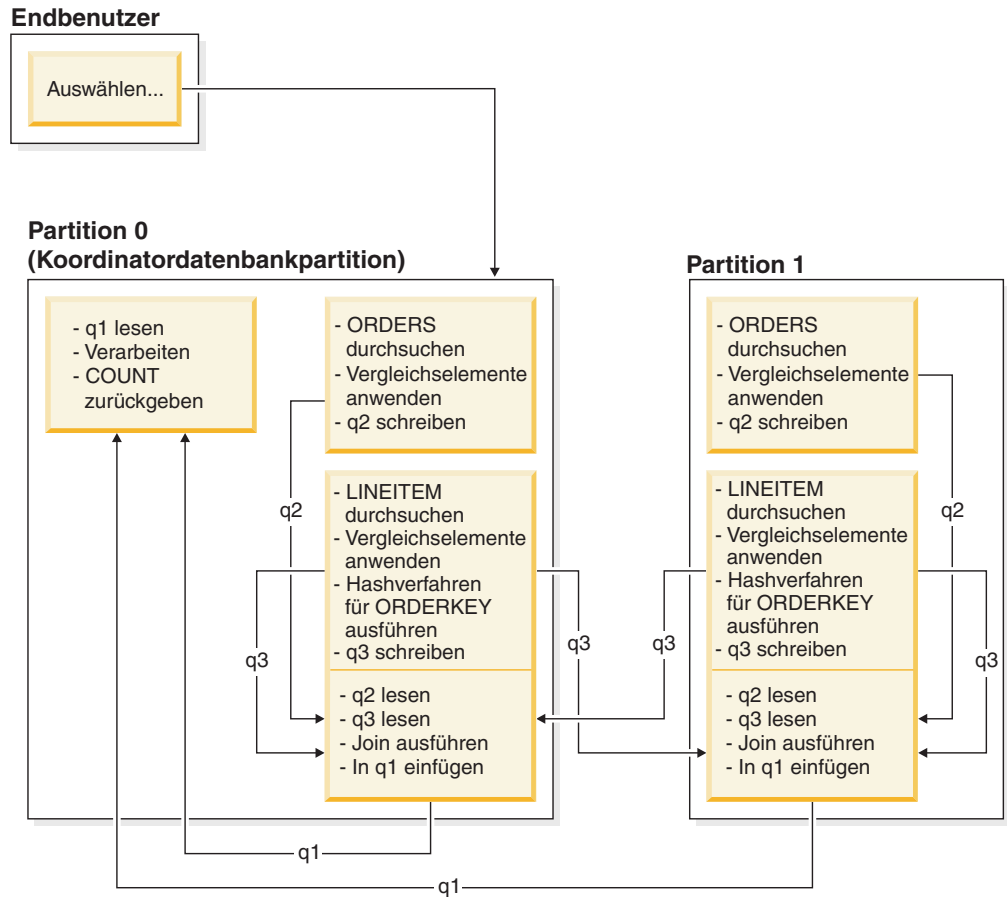 Endbenutzer
Auswählen...
Partition 0
(Koordinatordatenbankpartition)
- q1 lesen
- Verarbeiten
- COUNT
zurückgeben
- ORDERS
durchsuchen
- Vergleichselemente
anwenden
- q2 schreiben
q2
- LINEITEM
durchsuchen
- Vergleichselemente
anwenden
- Hashverfahren
für ORDERKEY
ausführen
- q3 schreiben
q3
q3
- q2 lesen
- q3 lesen
- Join ausführen
- In q1 einfügen
Partition 1
- ORDERS
durchsuchen
- Vergleichselemente
anwenden
- q2 schreiben
q2
- LINEITEM
durchsuchen
- Vergleichselemente
anwenden
- Hashverfahren
für ORDERKEY
ausführen
- q3 schreiben
q3
q3
- q2 lesen
- q3 lesen
- Join ausführen
- In q1 einfügen
q1
q1